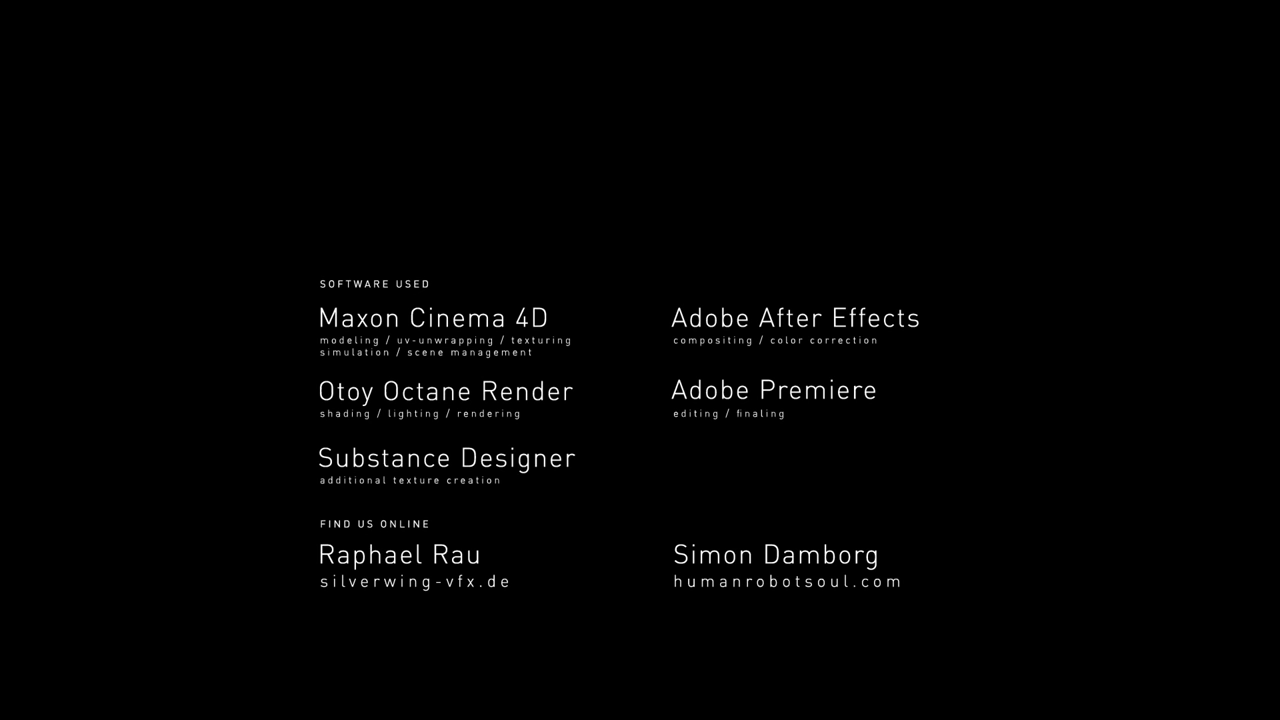 SOFTWARE USED
Maxon Cinema 4D
modeling / uv-unwrapping / texturing
simulation / scene management
Adobe After Effects
compositing / color correction
Otoy Octane Render
shading / lighting / rendering
Adobe Premiere
editing / finaling
Substance Designer
additional texture creation
FIND US ONLINE
Raphael Rau
silverwing-vfx.de
Simon Damborg
humanrobotsoul.com